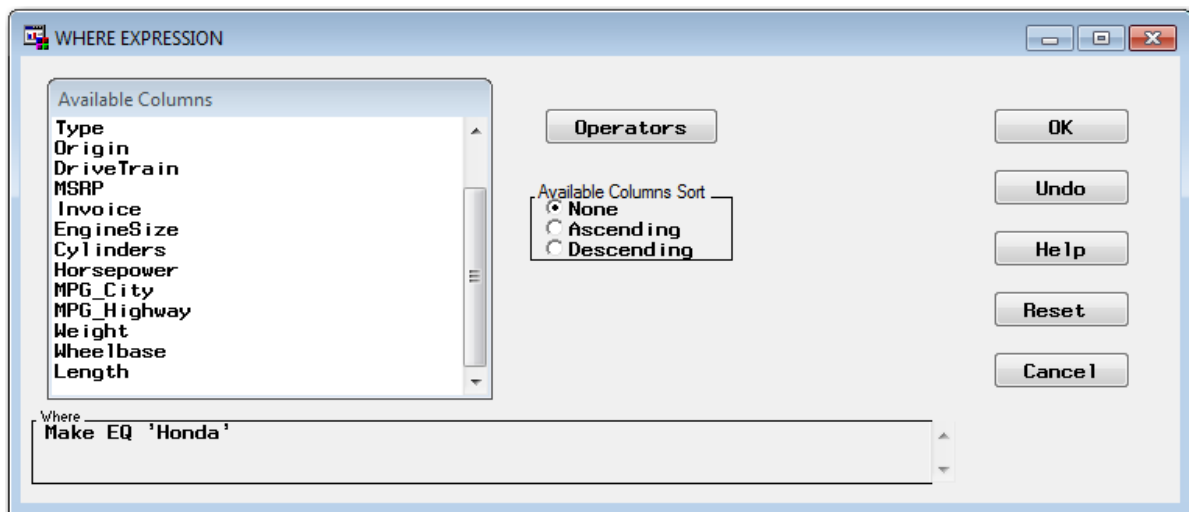 WHERE EXPRESSION
Available Columns
Type
Origin
DriveTrain
MSRP
Invoice
EngineSize
Cylinders
Horsepower
MPG_City
MPG_Highway
Weight
Wheelbase
Length
Operators
Available Columns Sort
None
Ascending
Descending
OK
Undo
Help
Reset
Cancel
Where
Make EQ 'Honda'